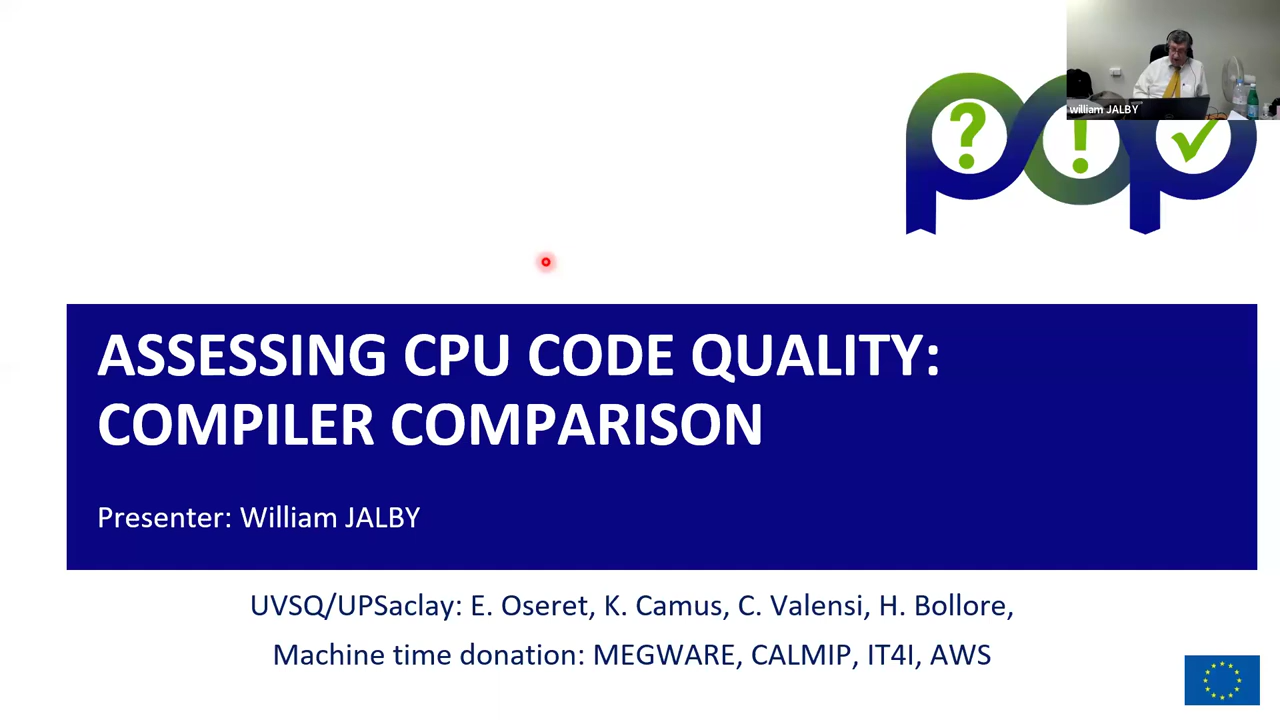 william JALBY
pop
? ! ✓
ASSESSING CPU CODE QUALITY:
COMPILER COMPARISON
Presenter: William JALBY
UVSQ/UPSaclay: E. Oseret, K. Camus, C. Valensi, H. Bollore,
Machine time donation: MEGWARE, CALMIP, IT4I, AWS